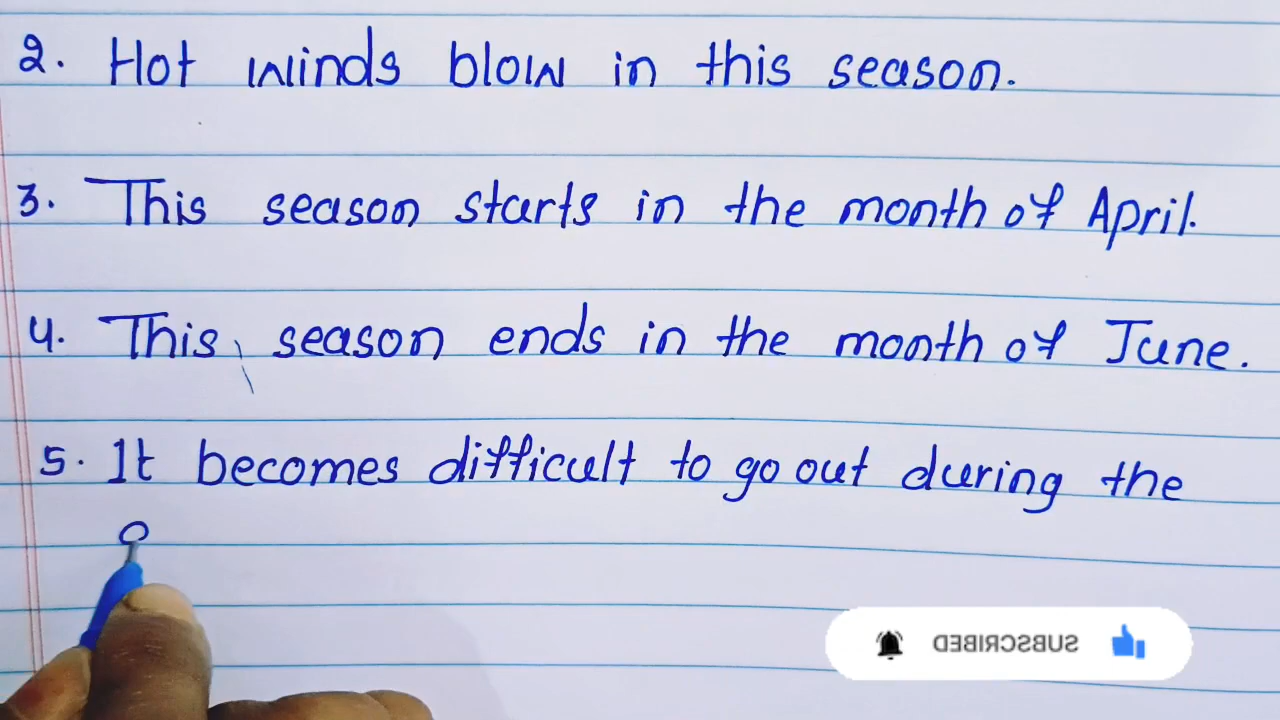 2. Hot winds blow in this season.
3. This season starts in the month of April.
4. This season ends in the month of June.
5. It becomes difficult to go out during the
SUBSCRIBED